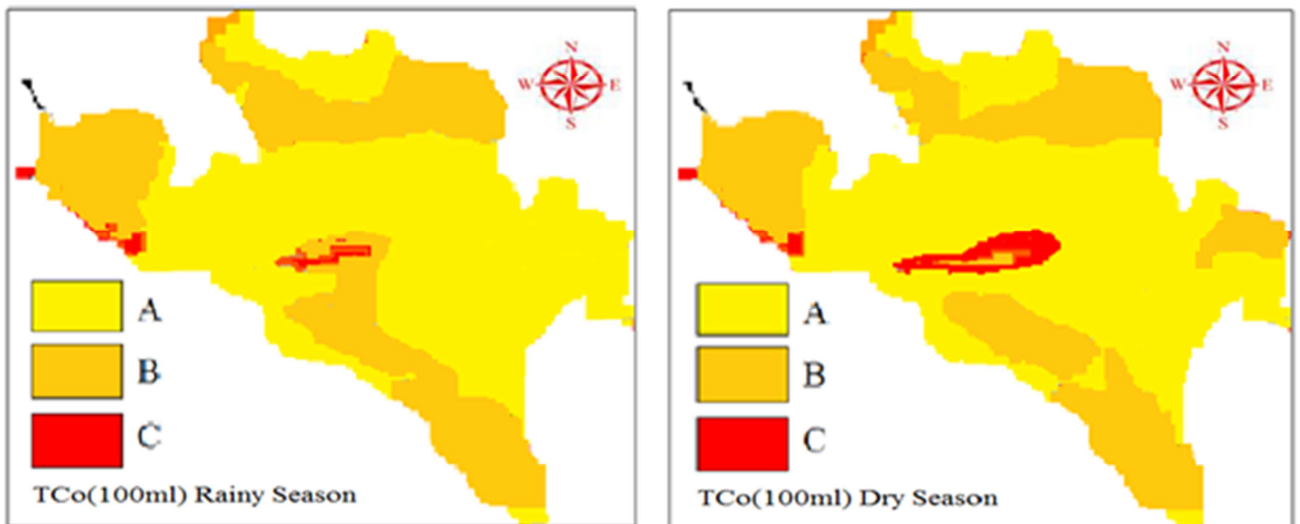 N
W E
S
A
B
C
TCo(100ml) Rainy Season
N
W E
S
A
B
C
TCo(100ml) Dry Season